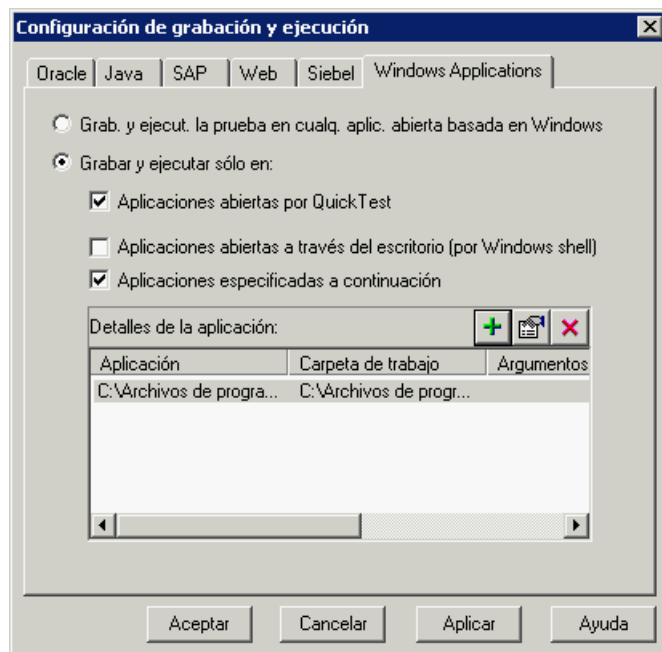 Configuración de grabación y ejecución
Oracle Java SAP Web Siebel Windows Applications
Grab. y ejecut. la prueba en cualq. aplic. abierta basada en Windows
Grabar y ejecutar sólo en:
Aplicaciones abiertas por QuickTest
Aplicaciones abiertas a través del escritorio (por Windows shell)
Aplicaciones especificadas a continuación
Detalles de la aplicación:
Aplicación Carpeta de trabajo Argumentos
C:\Archivos de progra... C:\Archivos de progr...
Aceptar Cancelar Aplicar Ayuda